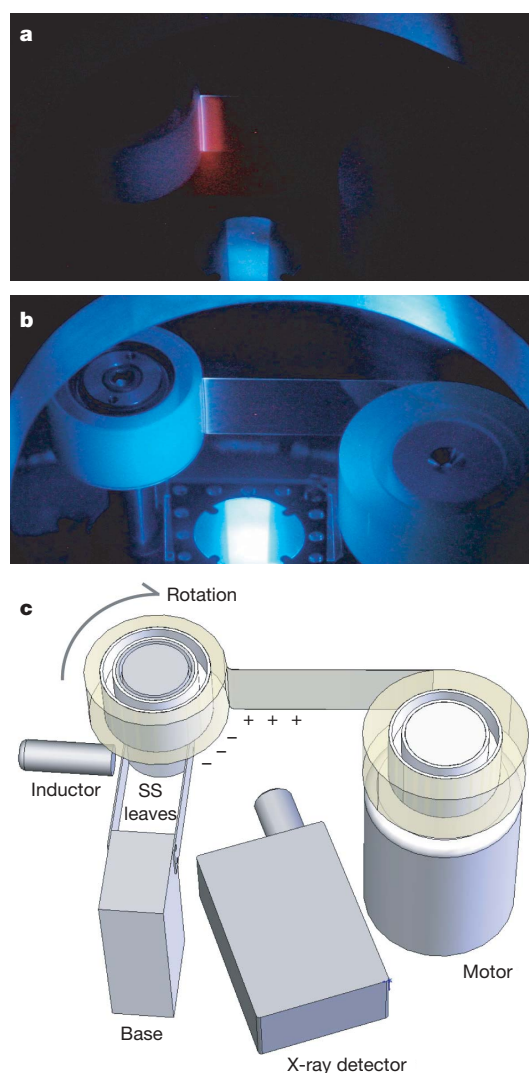 a
b
c
Rotation
+ + +
− − −
Inductor
SS
leaves
Motor
Base
X-ray detector